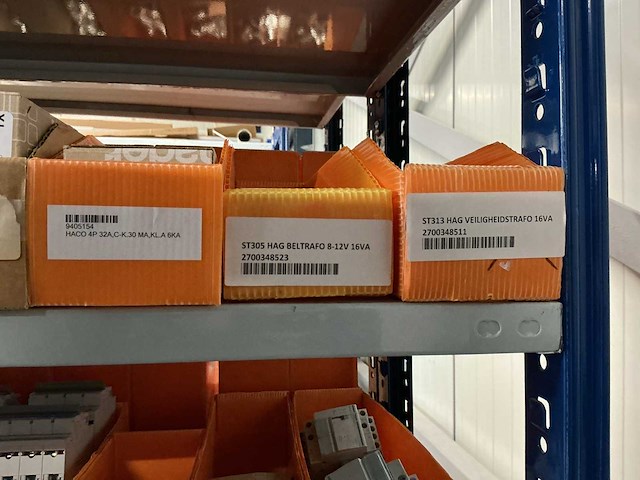 9405154
HACO 4P 32A,C-K,30 MA,KL.A 6KA
ST305 HAG BELTRAFO 8-12V 16VA
2700348523
ST313 HAG VEILIGHEIDSTRAFO 16VA
2700348511